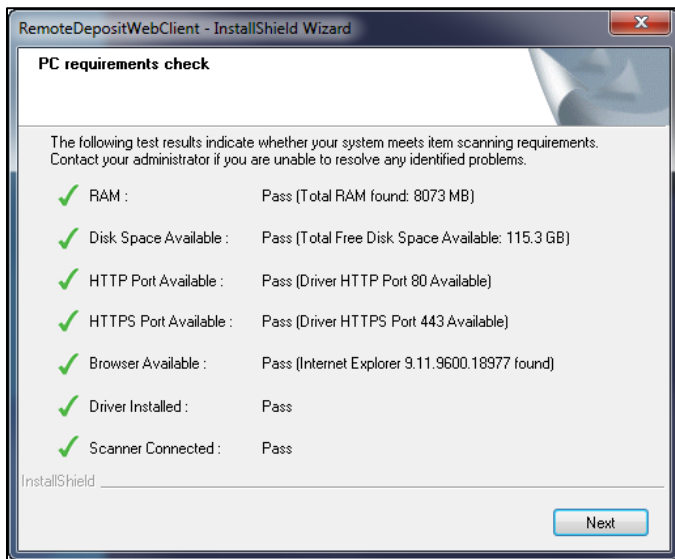 RemoteDepositWebClient - InstallShield Wizard
PC requirements check
The following test results indicate whether your system meets item scanning requirements.
Contact your administrator if you are unable to resolve any identified problems.
RAM : Pass (Total RAM found: 8073 MB)
Disk Space Available : Pass (Total Free Disk Space Available: 115.3 GB)
HTTP Port Available : Pass (Driver HTTP Port 80 Available)
HTTPS Port Available : Pass (Driver HTTPS Port 443 Available)
Browser Available : Pass (Internet Explorer 9.11.9600.18977 found)
Driver Installed : Pass
Scanner Connected : Pass
InstallShield
Next